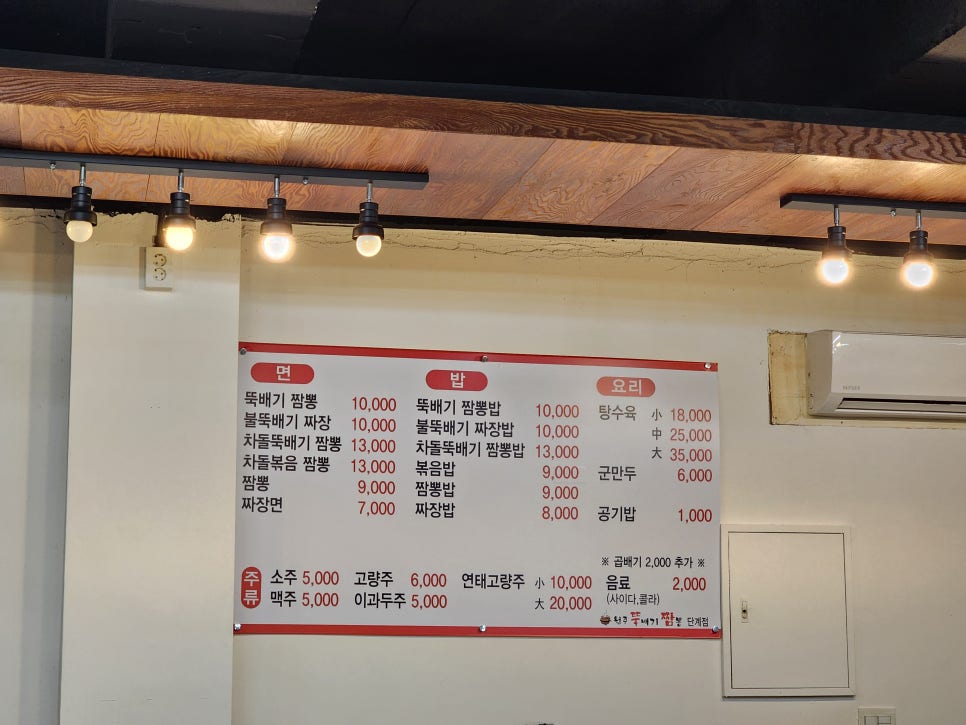 면
뚝배기 짬뽕 10,000
불뚝배기 짜장 10,000
차돌뚝배기 짬뽕 13,000
차돌볶음 짬뽕 13,000
짬뽕 9,000
짜장면 7,000
밥
뚝배기 짬뽕밥 10,000
불뚝배기 짜장밥 10,000
차돌뚝배기 짬뽕밥 13,000
볶음밥 9,000
짬뽕밥 9,000
짜장밥 8,000
요리
탕수육 小 18,000
中 25,000
大 35,000
군만두 6,000
공기밥 1,000
※ 곱배기 2,000 추가 ※
주류
소주 5,000 고량주 6,000 연태고량주 小 10,000
맥주 5,000 이과두주 5,000 大 20,000
음료 2,000
(사이다,콜라)
원주 뚝배기 짬뽕 단계점